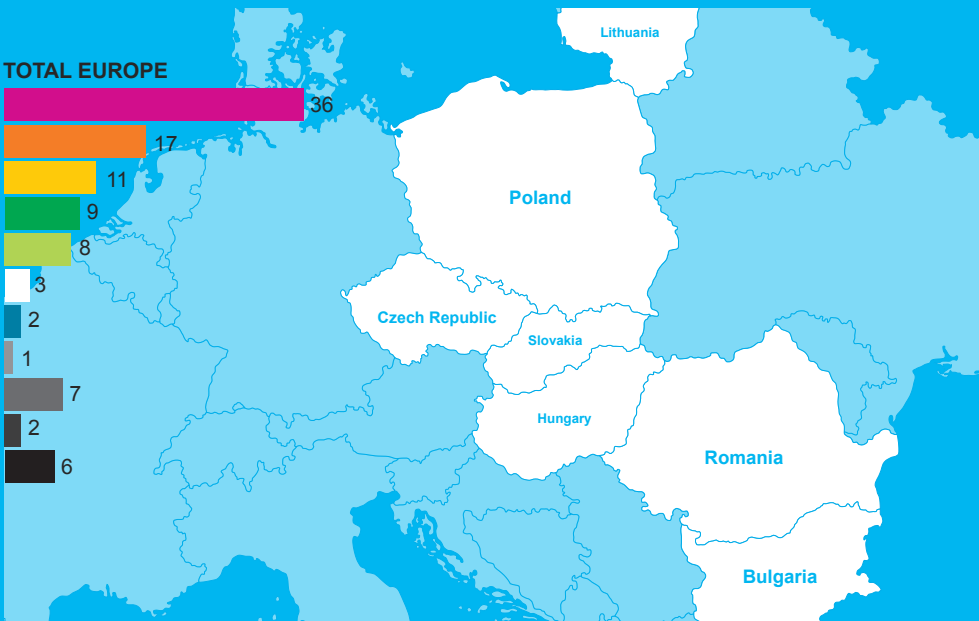 Lithuania
TOTAL EUROPE
36
17
11
9
8
3
2
1
7
2
6
Poland
Czech Republic
Slovakia
Hungary
Romania
Bulgaria